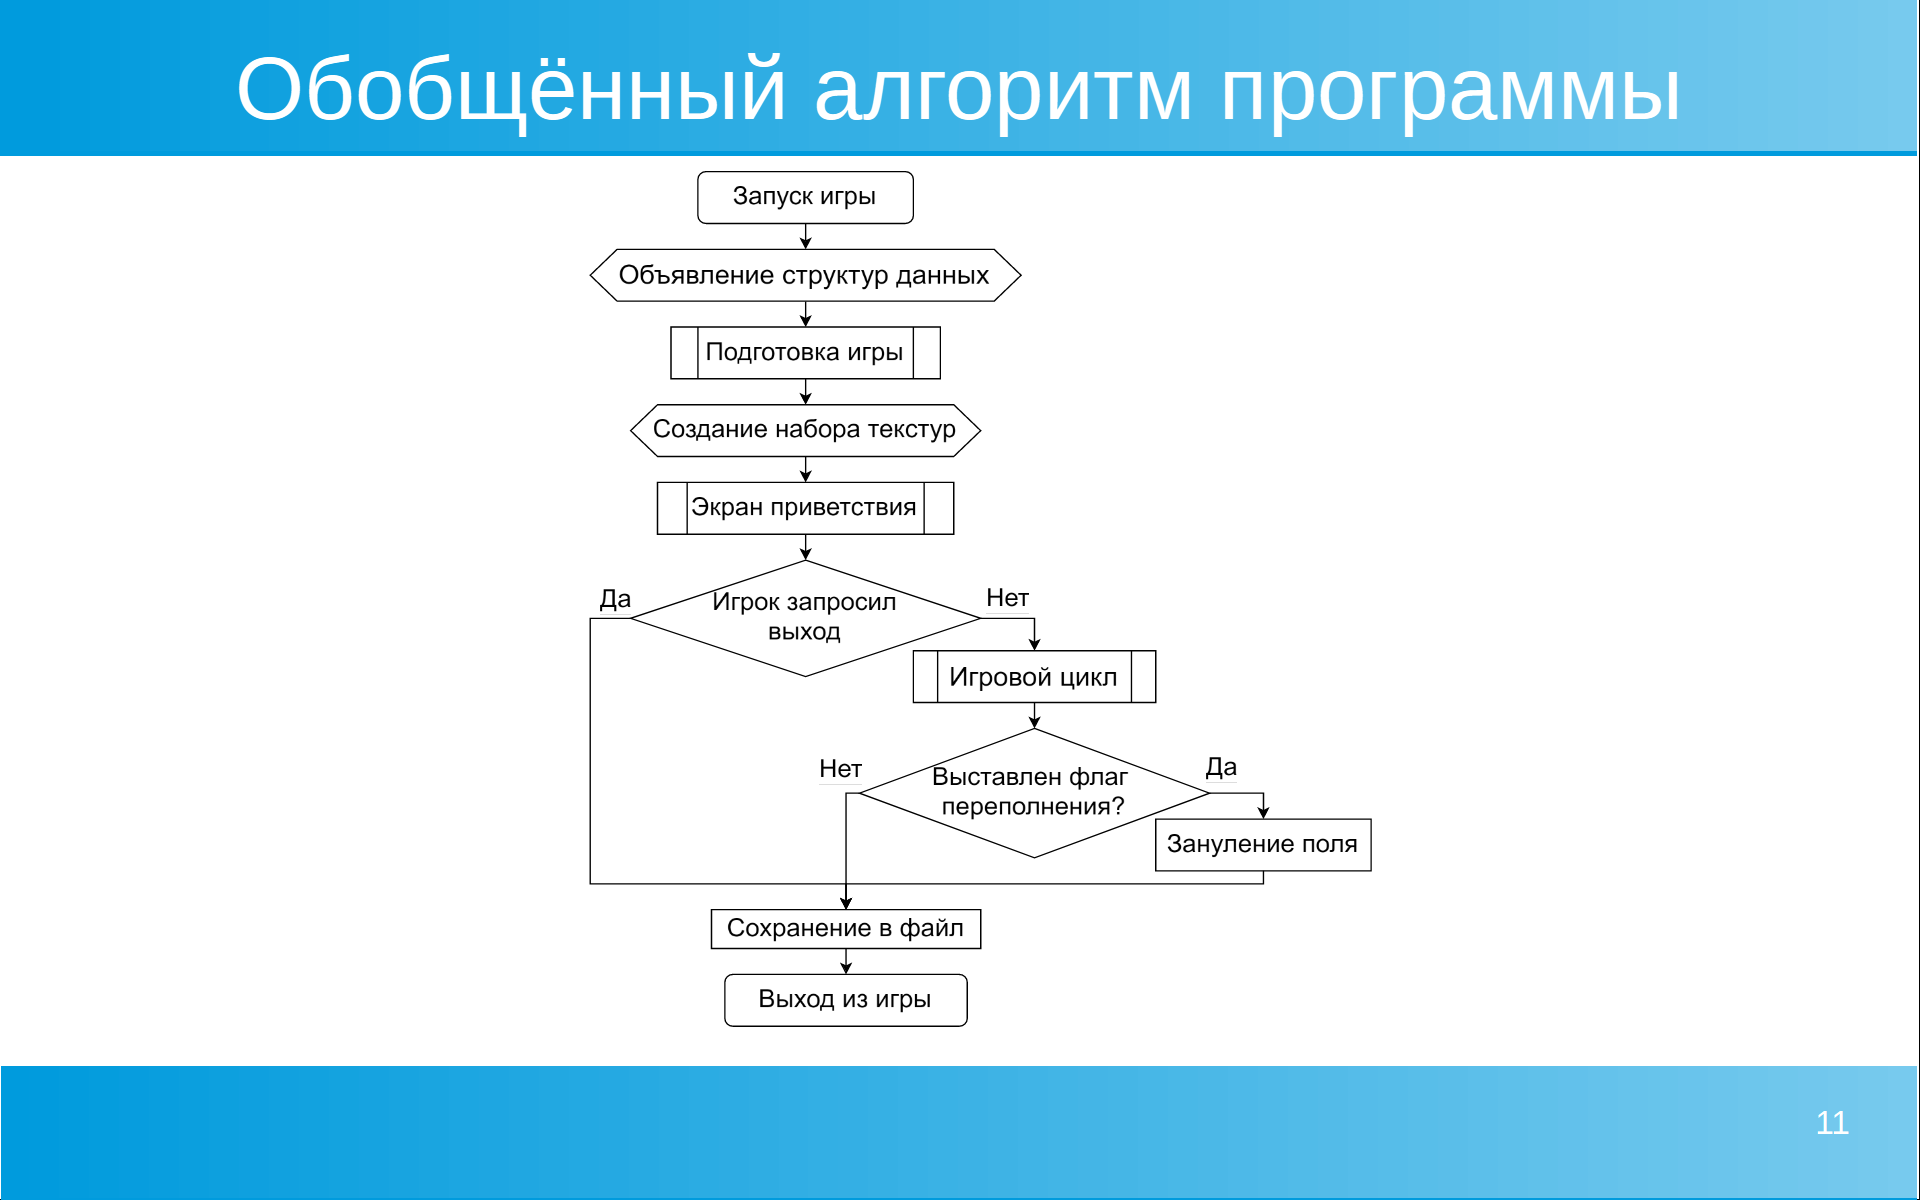 Обобщённый алгоритм программы
Запуск игры
Объявление структур данных
Подготовка игры
Создание набора текстур
Экран приветствия
Да
Игрок запросил
выход
Нет
Игровой цикл
Нет
Выставлен флаг
переполнения?
Да
Зануление поля
Сохранение в файл
Выход из игры
11